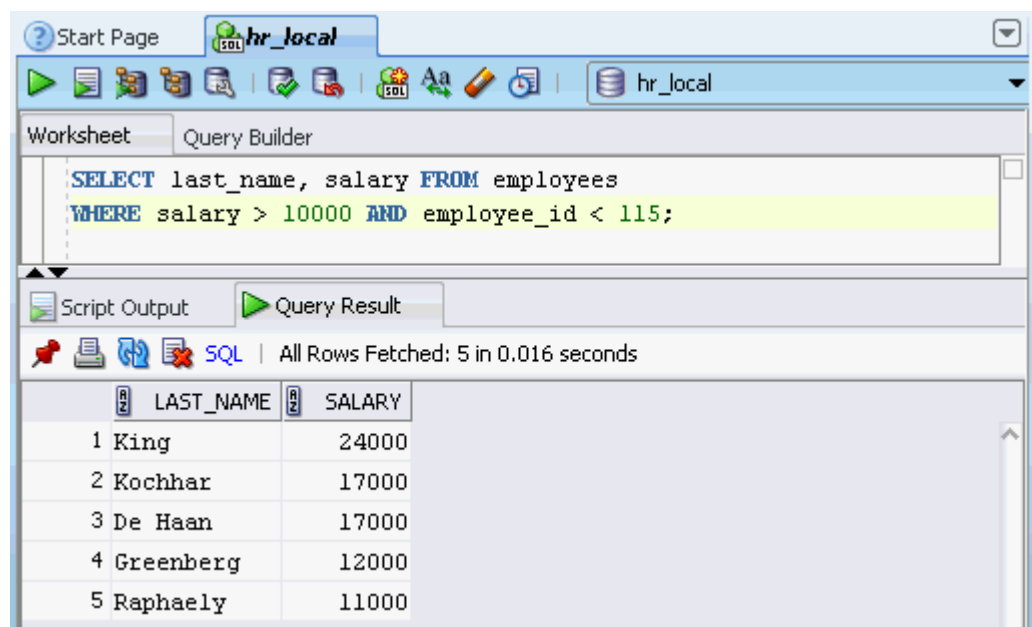 Start Page hr_local
hr_local
Worksheet Query Builder
SELECT last_name, salary FROM employees
WHERE salary > 10000 AND employee_id < 115;
Script Output Query Result
SQL | All Rows Fetched: 5 in 0.016 seconds
LAST_NAME SALARY
1 King 24000
2 Kochhar 17000
3 De Haan 17000
4 Greenberg 12000
5 Raphaely 11000